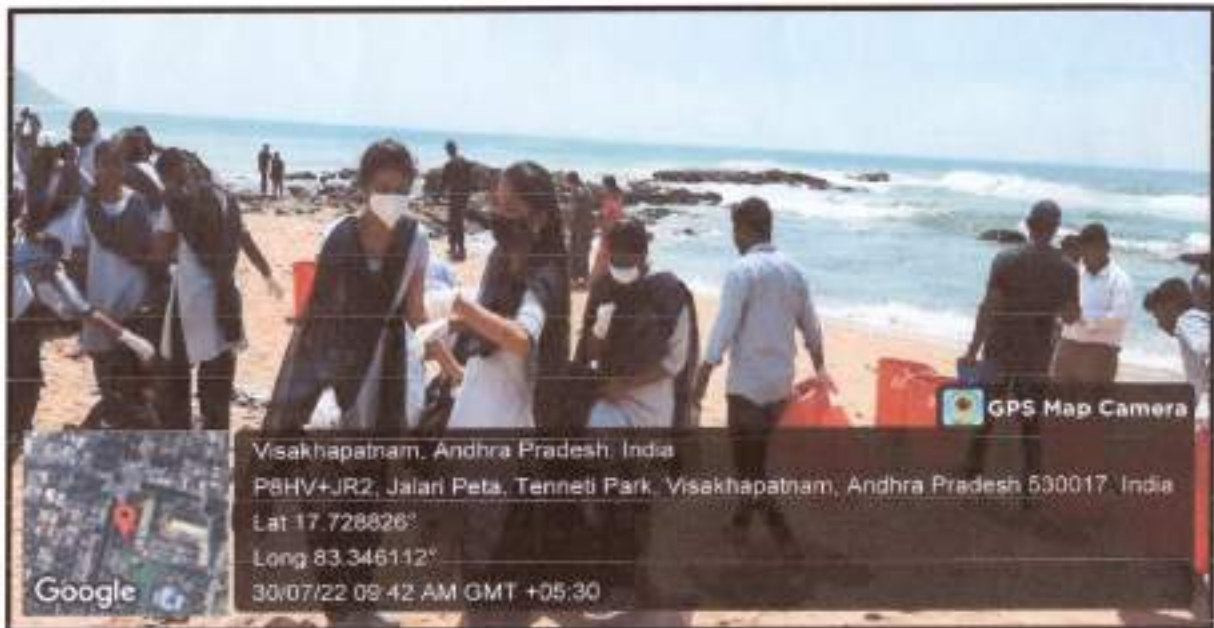 GPS Map Camera
Visakhapatnam, Andhra Pradesh, India
P8HV+JR2, Jalari Peta, Tenneti Park, Visakhapatnam, Andhra Pradesh 530017, India
Lat 17.728826°
Long 83.346112°
30/07/22 09:42 AM GMT +05:30
Google